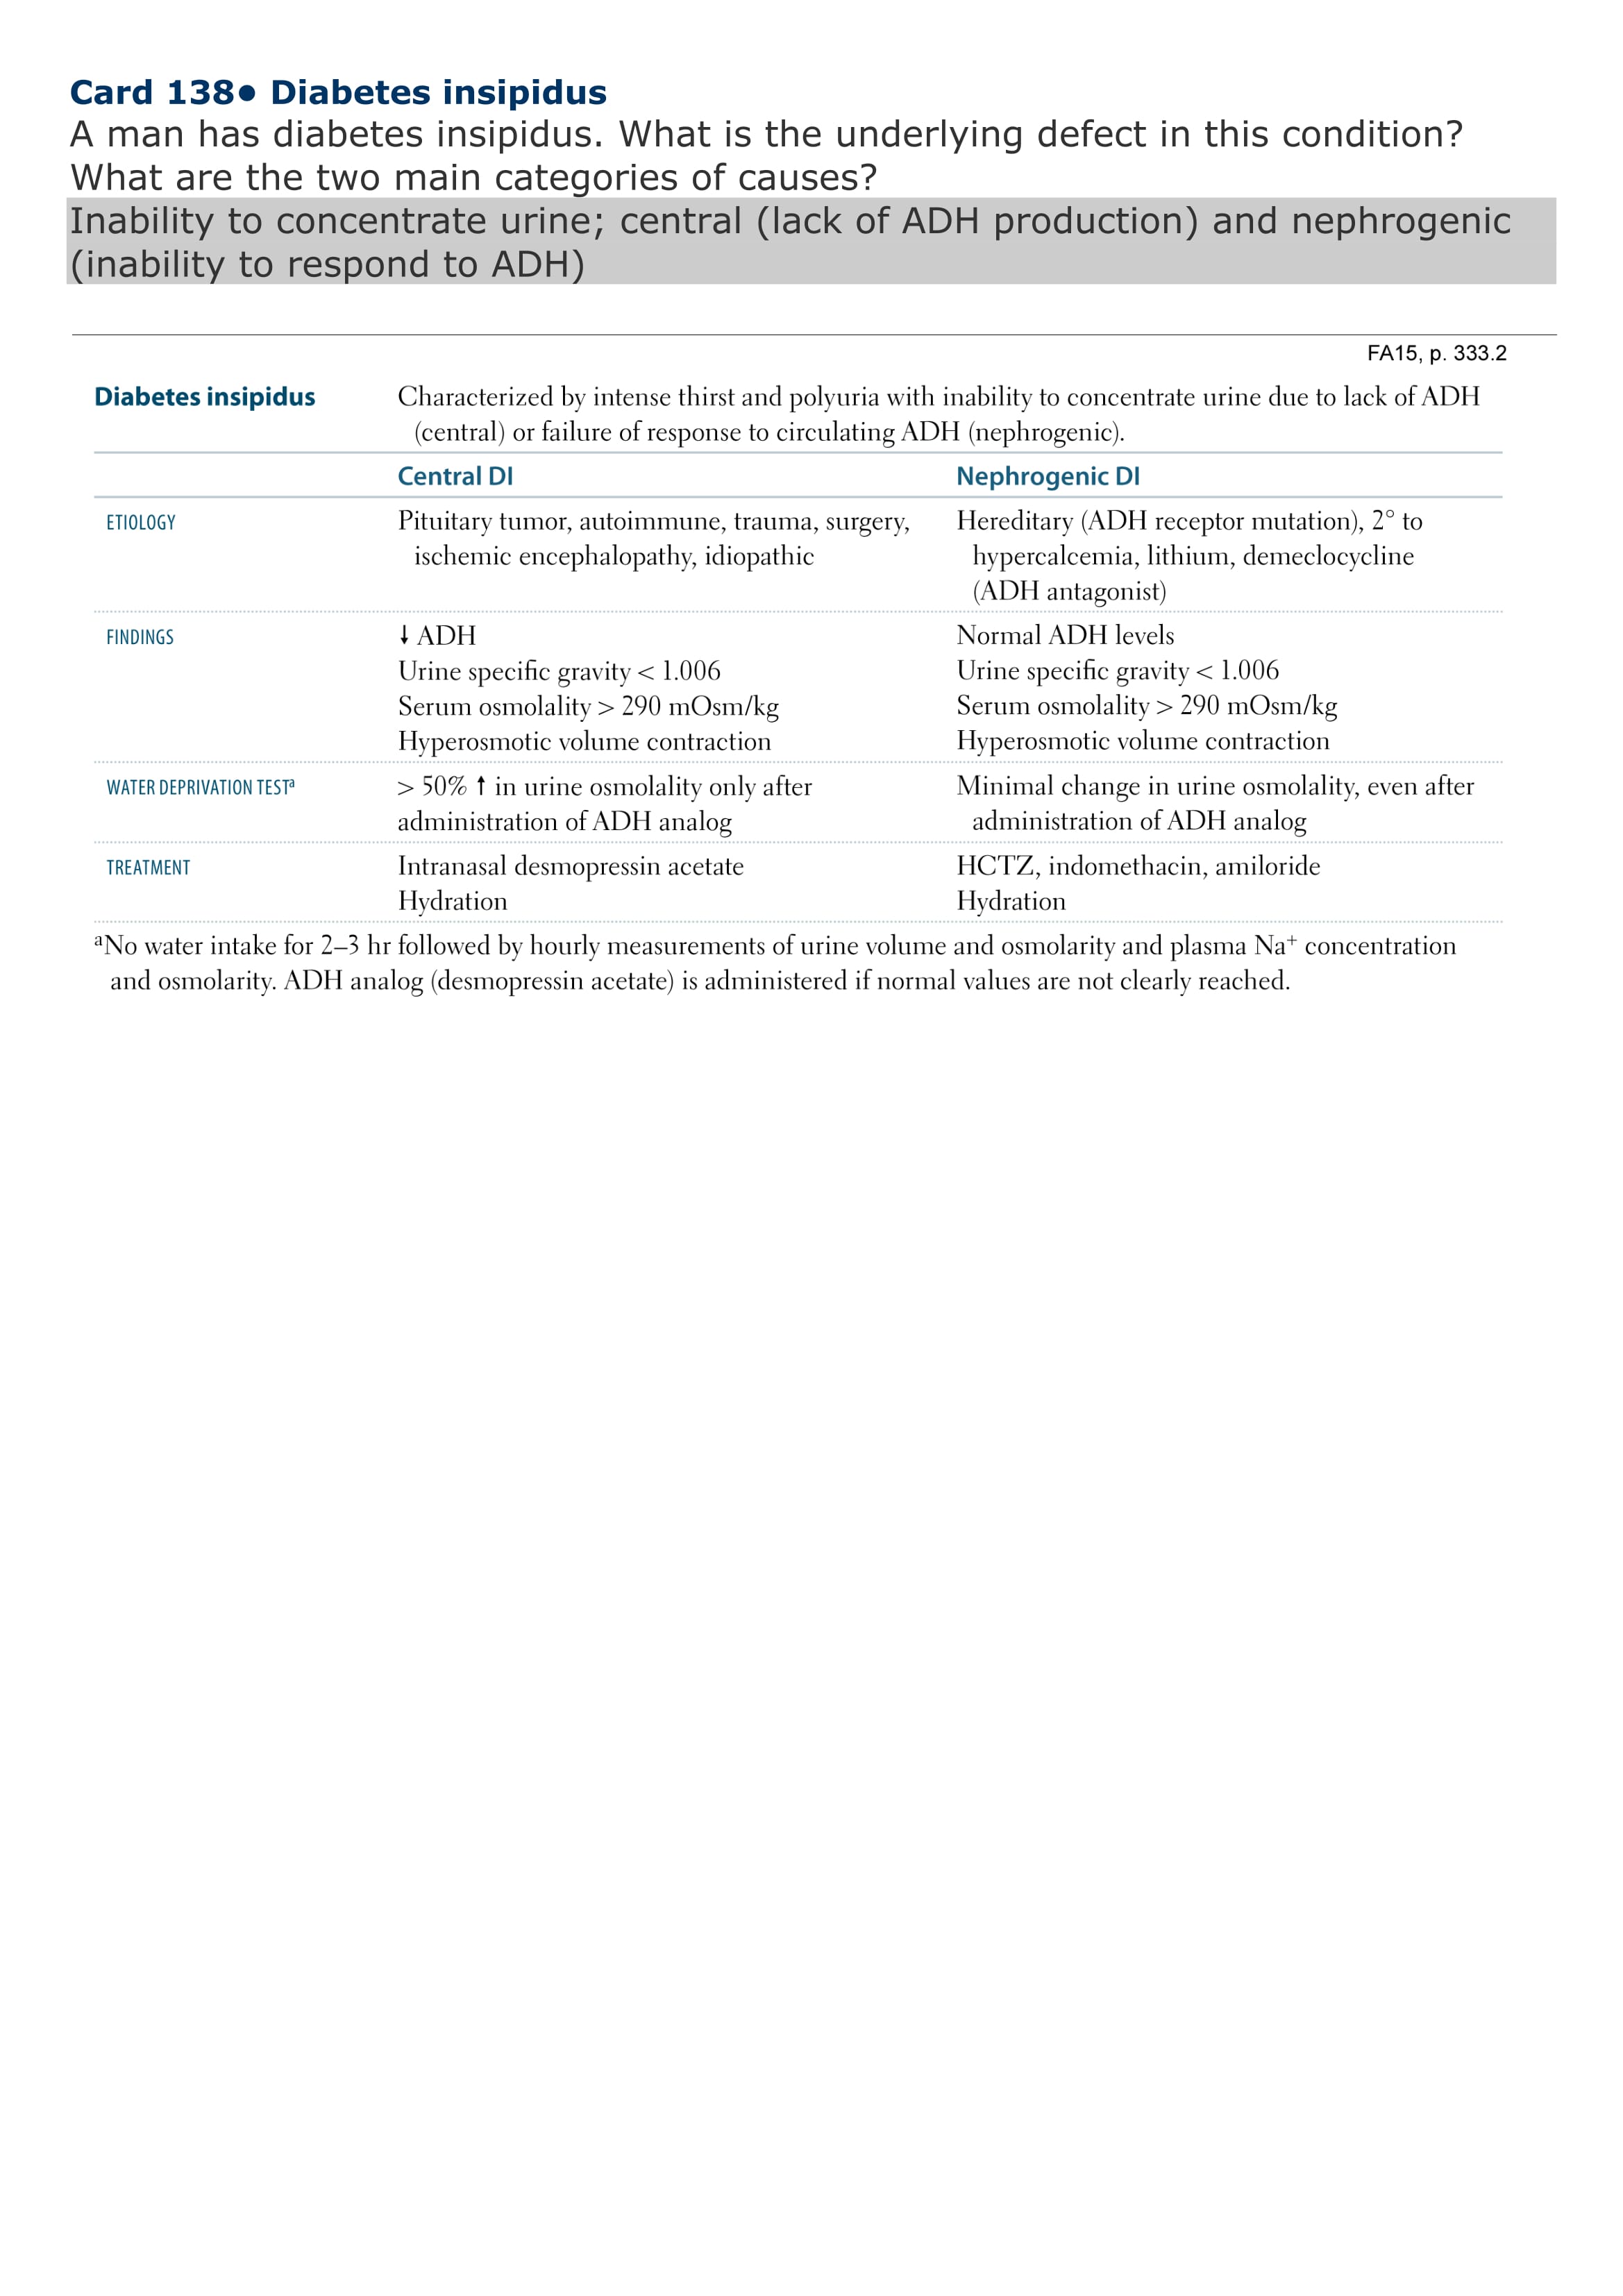 Card 138• Diabetes insipidus
A man has diabetes insipidus. What is the underlying defect in this condition?
What are the two main categories of causes?
Inability to concentrate urine; central (lack of ADH production) and nephrogenic
(inability to respond to ADH)
FA15, p. 333.2
Diabetes insipidus Characterized by intense thirst and polyuria with inability to concentrate urine due to lack of ADH
(central) or failure of response to circulating ADH (nephrogenic).
Central DI Nephrogenic DI
ETIOLOGY Pituitary tumor, autoimmune, trauma, surgery, Hereditary (ADH receptor mutation), 2° to
ischemic encephalopathy, idiopathic hypercalcemia, lithium, demeclocycline
(ADH antagonist)
FINDINGS ↓ ADH Normal ADH levels
Urine specific gravity < 1.006 Urine specific gravity < 1.006
Serum osmolality > 290 mOsm/kg Serum osmolality > 290 mOsm/kg
Hyperosmotic volume contraction Hyperosmotic volume contraction
WATER DEPRIVATION TESTᵃ > 50% ↑ in urine osmolality only after Minimal change in urine osmolality, even after
administration of ADH analog administration of ADH analog
TREATMENT Intranasal desmopressin acetate HCTZ, indomethacin, amiloride
Hydration Hydration
ᵃNo water intake for 2–3 hr followed by hourly measurements of urine volume and osmolarity and plasma Na⁺ concentration
and osmolarity. ADH analog (desmopressin acetate) is administered if normal values are not clearly reached.